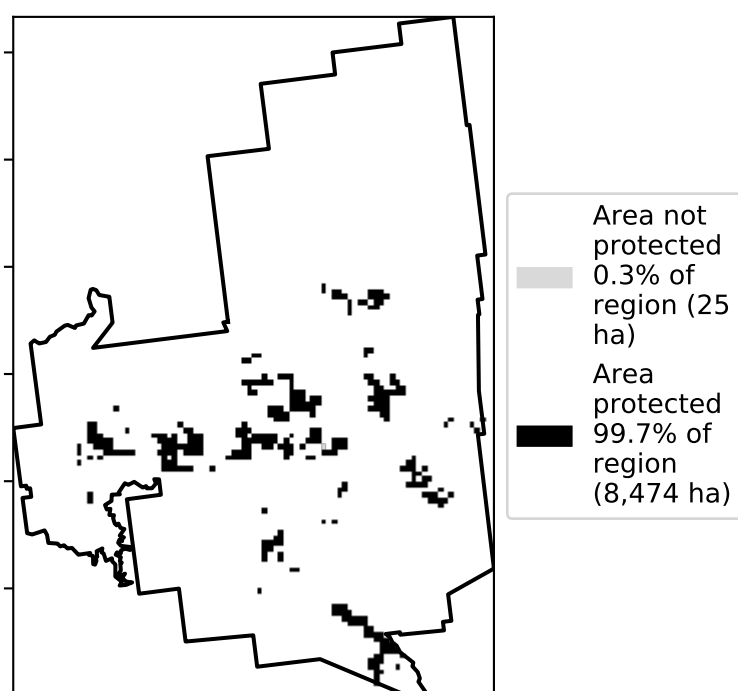 Area not
protected
0.3% of
region (25
ha)
Area
protected
99.7% of
region
(8,474 ha)